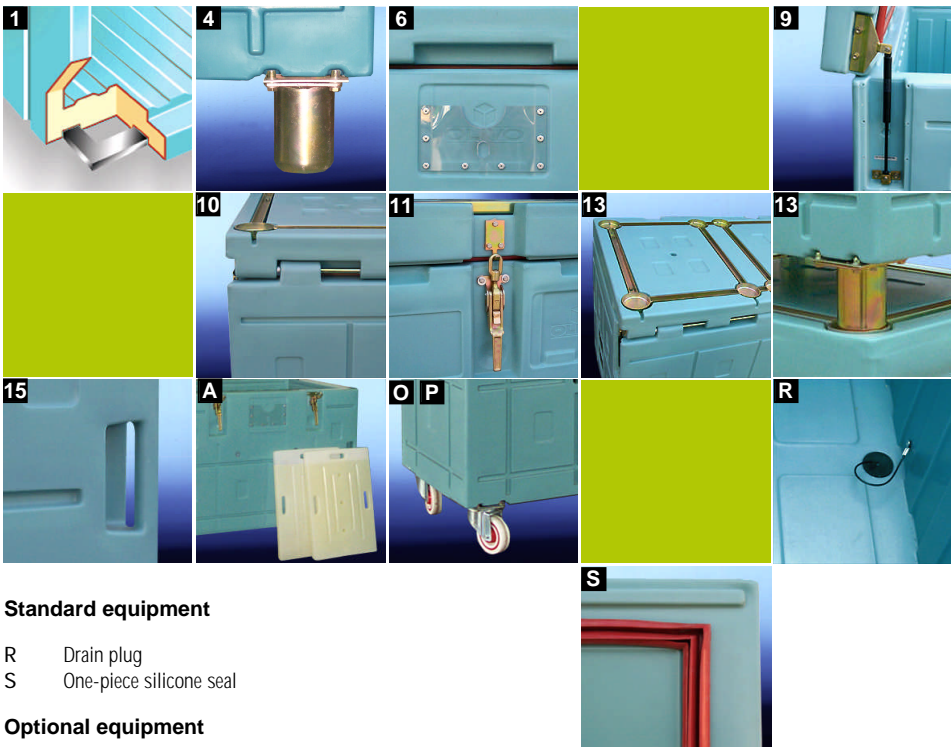 1
4
6
9
10
11
13
13
15
A
O P
R
S
Standard equipment
R Drain plug
S One-piece silicone seal
Optional equipment